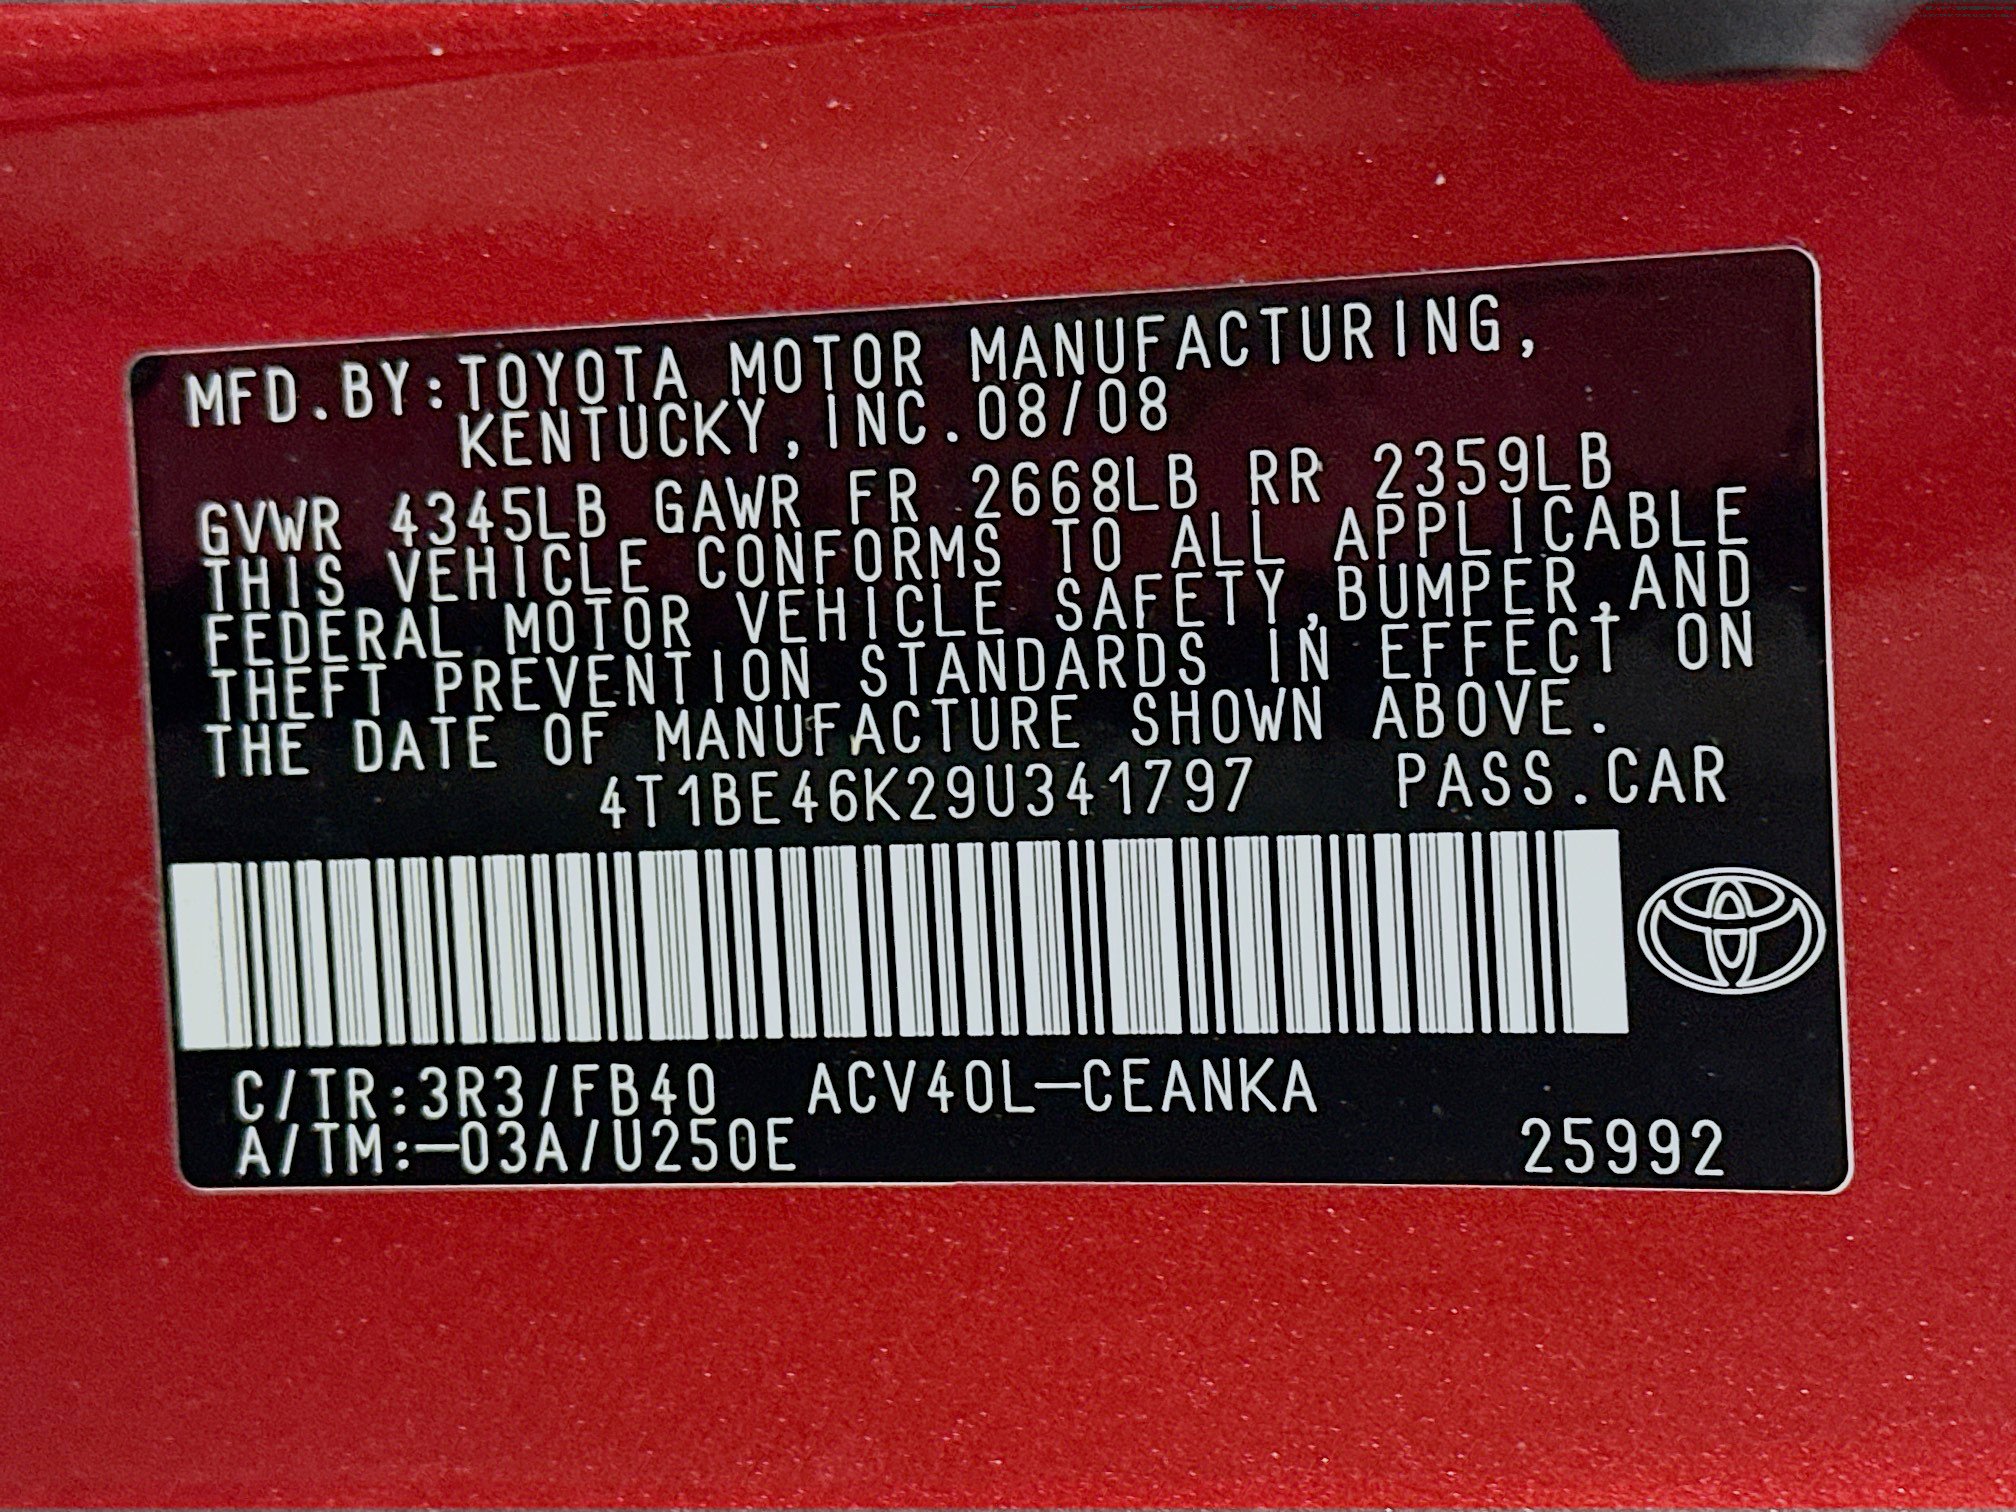 MFD.BY:TOYOTA MOTOR MANUFACTURING,
KENTUCKY,INC.08/08
GVWR 4345LB GAWR FR 2668LB RR 2359LB
THIS VEHICLE CONFORMS TO ALL APPLICABLE
FEDERAL MOTOR VEHICLE SAFETY,BUMPER,AND
THEFT PREVENTION STANDARDS IN EFFECT ON
THE DATE OF MANUFACTURE SHOWN ABOVE.
4T1BE46K29U341797 PASS.CAR
C/TR:3R3/FB40 ACV40L-CEANKA
A/TM:-03A/U250E 25992